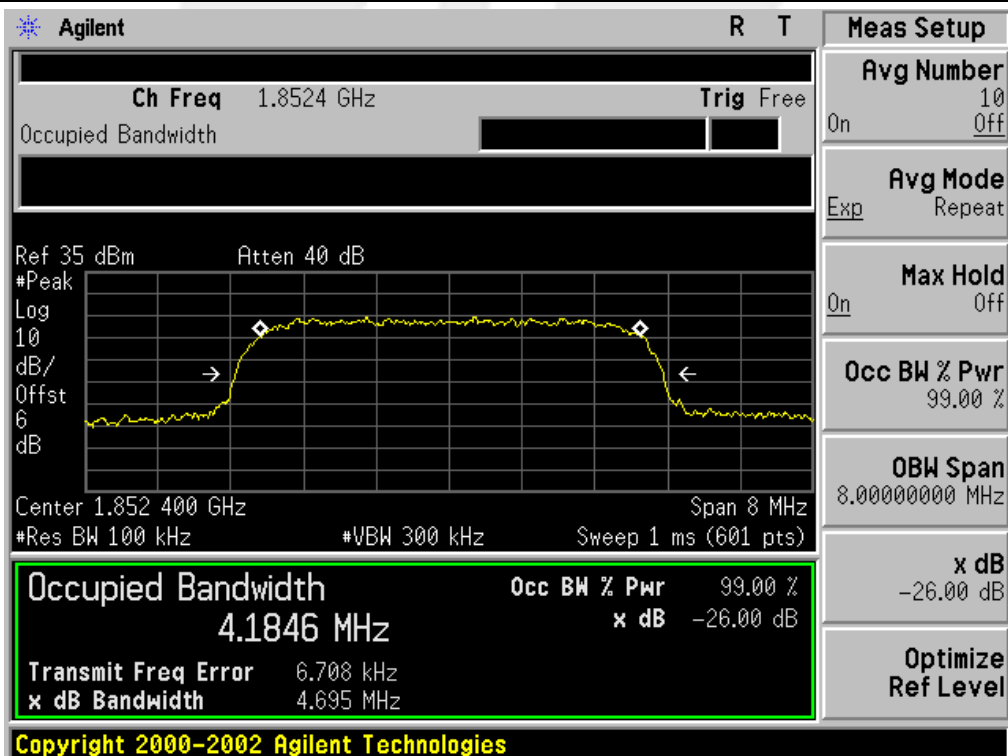 Agilent R T
Ch Freq 1.8524 GHz Trig Free
Occupied Bandwidth
Ref 35 dBm Atten 40 dB
#Peak
Log
10
dB/
Offst
6
dB
Center 1.852 400 GHz Span 8 MHz
#Res BW 100 kHz #VBW 300 kHz Sweep 1 ms (601 pts)
Occupied Bandwidth Occ BW % Pwr 99.00 %
4.1846 MHz x dB -26.00 dB
Transmit Freq Error 6.708 kHz
x dB Bandwidth 4.695 MHz
Meas Setup
Avg Number
10
On Off
Avg Mode
Exp Repeat
Max Hold
On Off
Occ BW % Pwr
99.00 %
OBW Span
8.00000000 MHz
x dB
-26.00 dB
Optimize
Ref Level
Copyright 2000-2002 Agilent Technologies